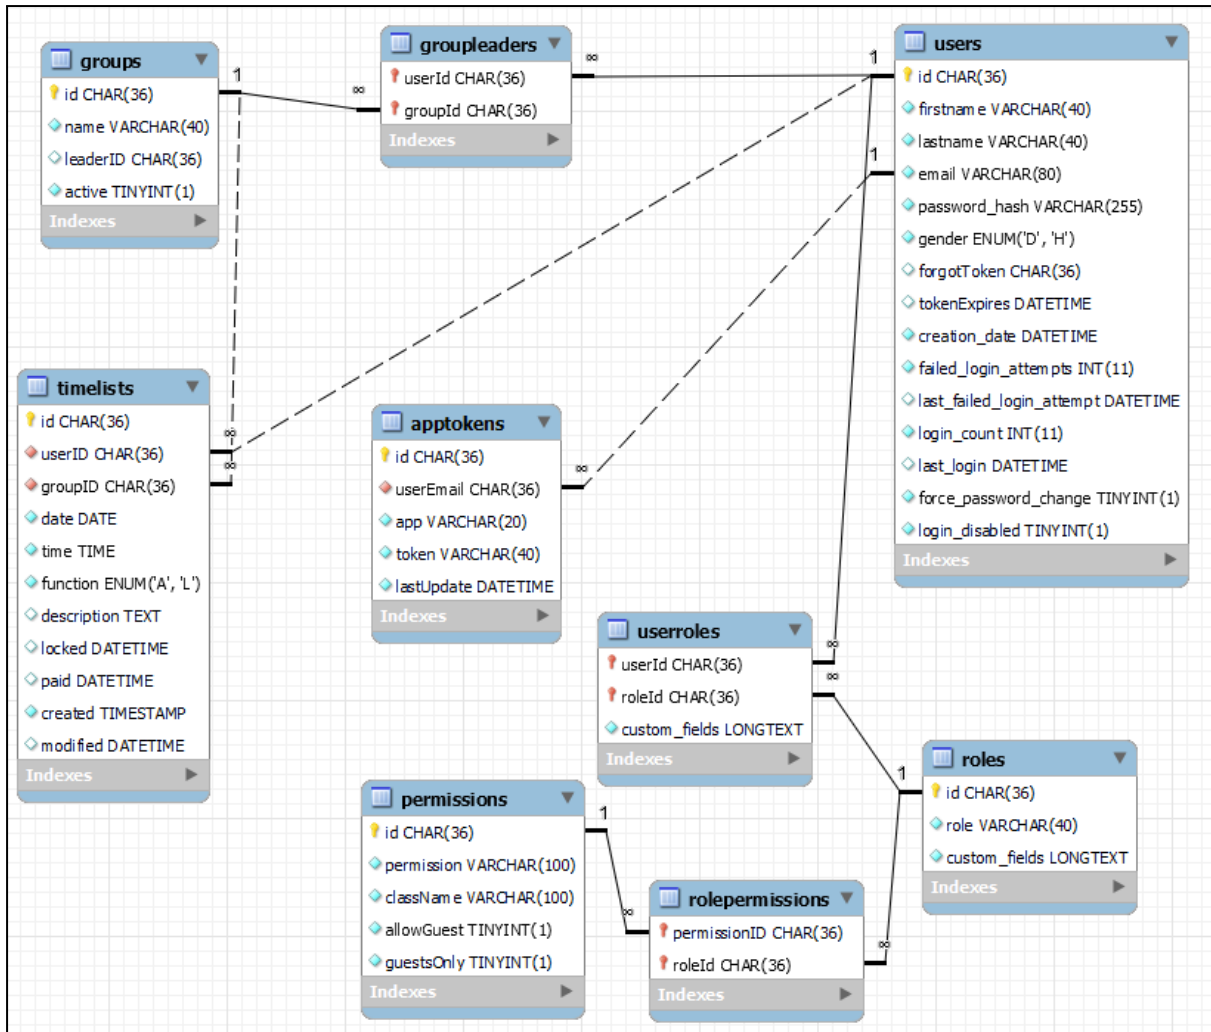 groups
id CHAR(36)
name VARCHAR(40)
leaderID CHAR(36)
active TINYINT(1)
Indexes
1
∞
groupleaders
userId CHAR(36)
groupId CHAR(36)
Indexes
∞
1
1
users
id CHAR(36)
firstname VARCHAR(40)
lastname VARCHAR(40)
email VARCHAR(80)
password_hash VARCHAR(255)
gender ENUM('D', 'H')
forgotToken CHAR(36)
tokenExpires DATETIME
creation_date DATETIME
failed_login_attempts INT(11)
last_failed_login_attempt DATETIME
login_count INT(11)
last_login DATETIME
force_password_change TINYINT(1)
login_disabled TINYINT(1)
Indexes
timelists
id CHAR(36)
userID CHAR(36)
groupID CHAR(36)
date DATE
time TIME
function ENUM('A', 'L')
description TEXT
locked DATETIME
paid DATETIME
created TIMESTAMP
modified DATETIME
Indexes
∞
∞
apptokens
id CHAR(36)
userEmail CHAR(36)
app VARCHAR(20)
token VARCHAR(40)
lastUpdate DATETIME
Indexes
∞
userroles
userId CHAR(36)
roleId CHAR(36)
custom_fields LONGTEXT
Indexes
∞
∞
permissions
id CHAR(36)
permission VARCHAR(100)
className VARCHAR(100)
allowGuest TINYINT(1)
guestsOnly TINYINT(1)
Indexes
1
∞
rolepermissions
permissionID CHAR(36)
roleId CHAR(36)
Indexes
∞
1
roles
id CHAR(36)
role VARCHAR(40)
custom_fields LONGTEXT
Indexes